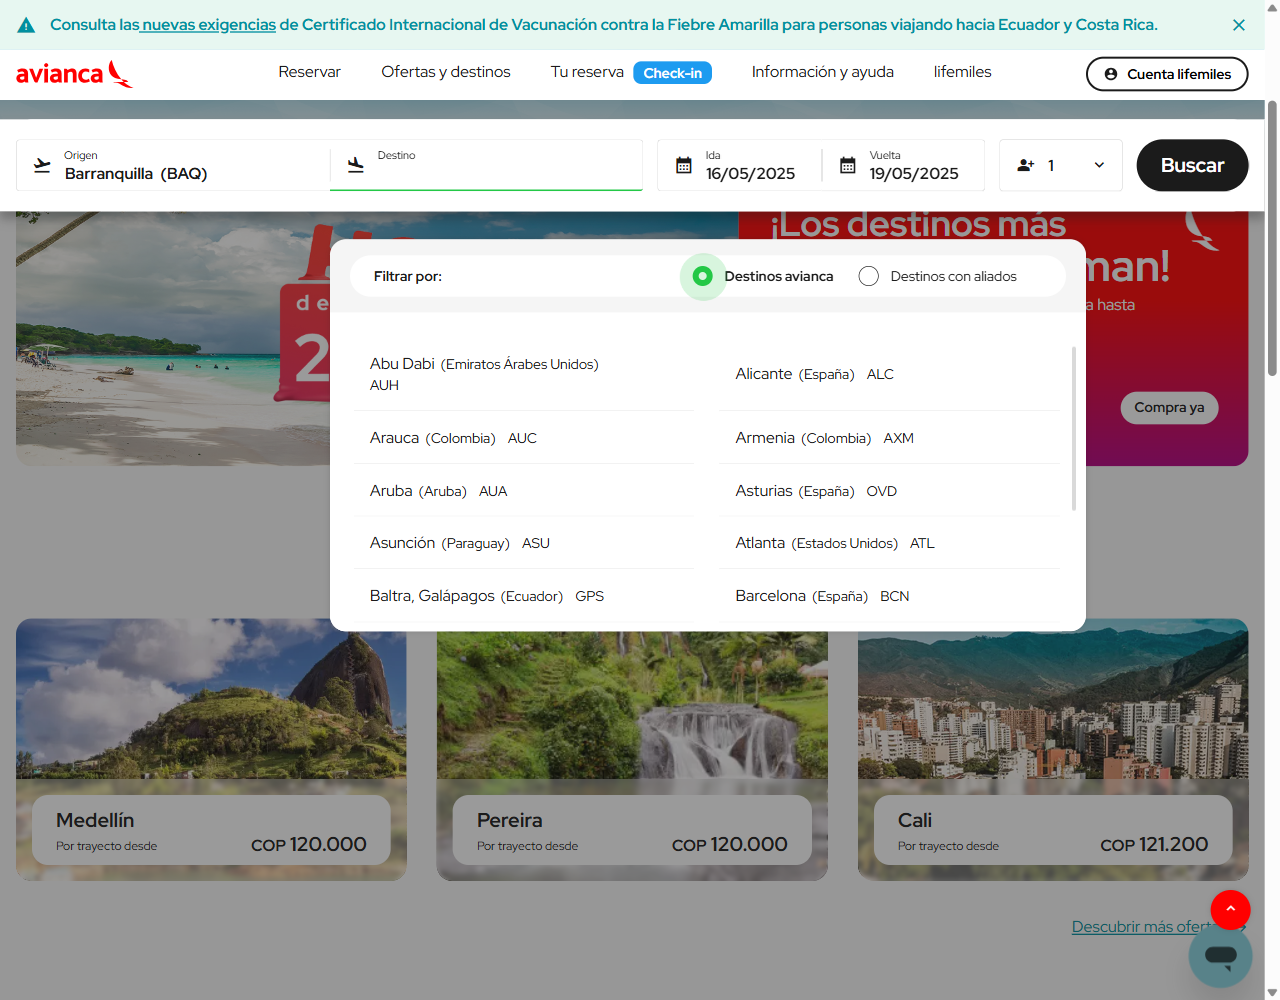 Consulta las nuevas exigencias de Certificado Internacional de Vacunación contra la Fiebre Amarilla para personas viajando hacia Ecuador y Costa Rica.
avianca
Reservar
Ofertas y destinos
Tu reserva
Check-in
Información y ayuda
lifemiles
Cuenta lifemiles
Origen
Barranquilla (BAQ)
Destino
Ida
16/05/2025
Vuelta
19/05/2025
1
Buscar
¡Los destinos más
man!
a hasta
Compra ya
de
2
Filtrar por:
Destinos avianca
Destinos con aliados
Abu Dabi (Emiratos Árabes Unidos)
AUH
Alicante (España) ALC
Arauca (Colombia) AUC
Armenia (Colombia) AXM
Aruba (Aruba) AUA
Asturias (España) OVD
Asunción (Paraguay) ASU
Atlanta (Estados Unidos) ATL
Baltra, Galápagos (Ecuador) GPS
Barcelona (España) BCN
Medellín
Por trayecto desde
COP 120.000
Pereira
Por trayecto desde
COP 120.000
Cali
Por trayecto desde
COP 121.200
Descubrir más ofert